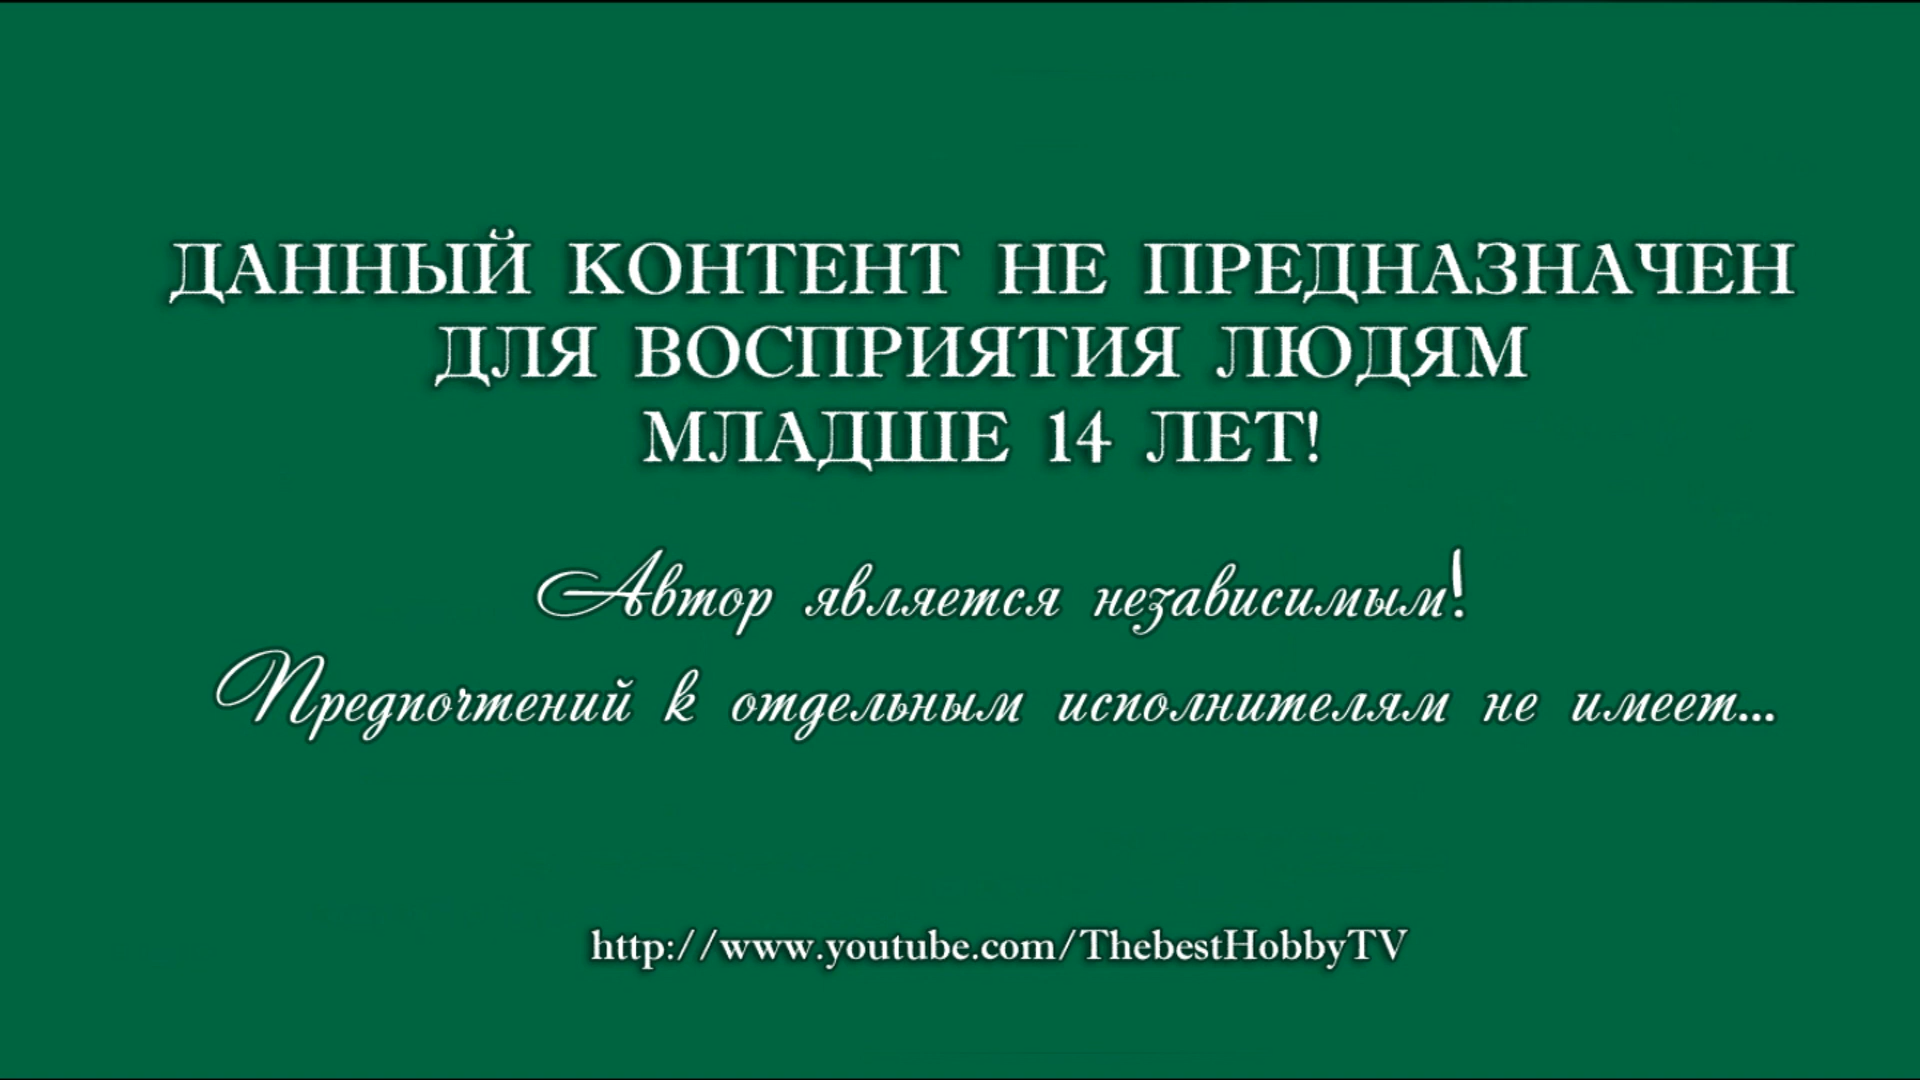 ДАННЫЙ КОНТЕНТ НЕ ПРЕДНАЗНАЧЕН
ДЛЯ ВОСПРИЯТИЯ ЛЮДЯМ
МЛАДШЕ 14 ЛЕТ!
Автор является независимым!
Предпочтений к отдельным исполнителям не имеет...
http://www.youtube.com/ThebestHobbyTV